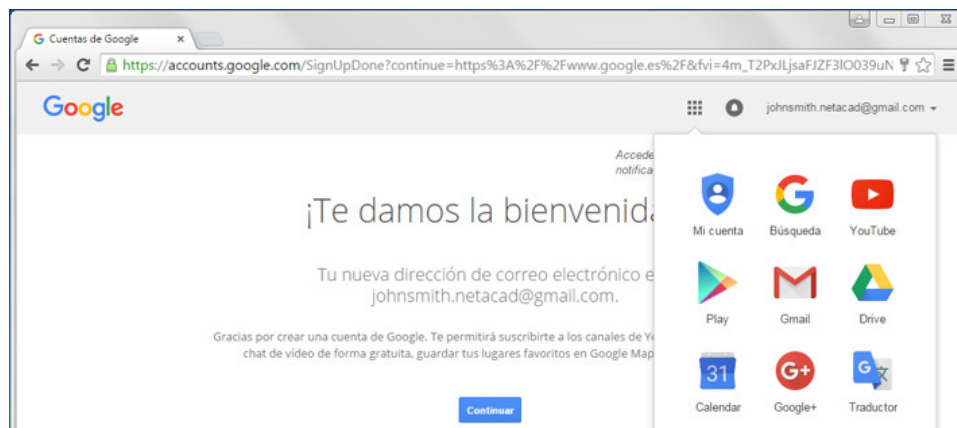 Cuentas de Google
https://accounts.google.com/SignUpDone?continue=https%3A%2F%2Fwww.google.es%2F&fvi=4m_T2PxJLjsaFJZF3lO039uN
Google
johnsmith.netacad@gmail.com
Accede
notifica
¡Te damos la bienvenida
Tu nueva dirección de correo electrónico e
johnsmith.netacad@gmail.com.
Gracias por crear una cuenta de Google. Te permitirá suscribirte a los canales de Yo
chat de vídeo de forma gratuita, guardar tus lugares favoritos en Google Map
Continuar
Mi cuenta
Búsqueda
YouTube
Play
Gmail
Drive
31
Calendar
G+
Google+
G
Traductor